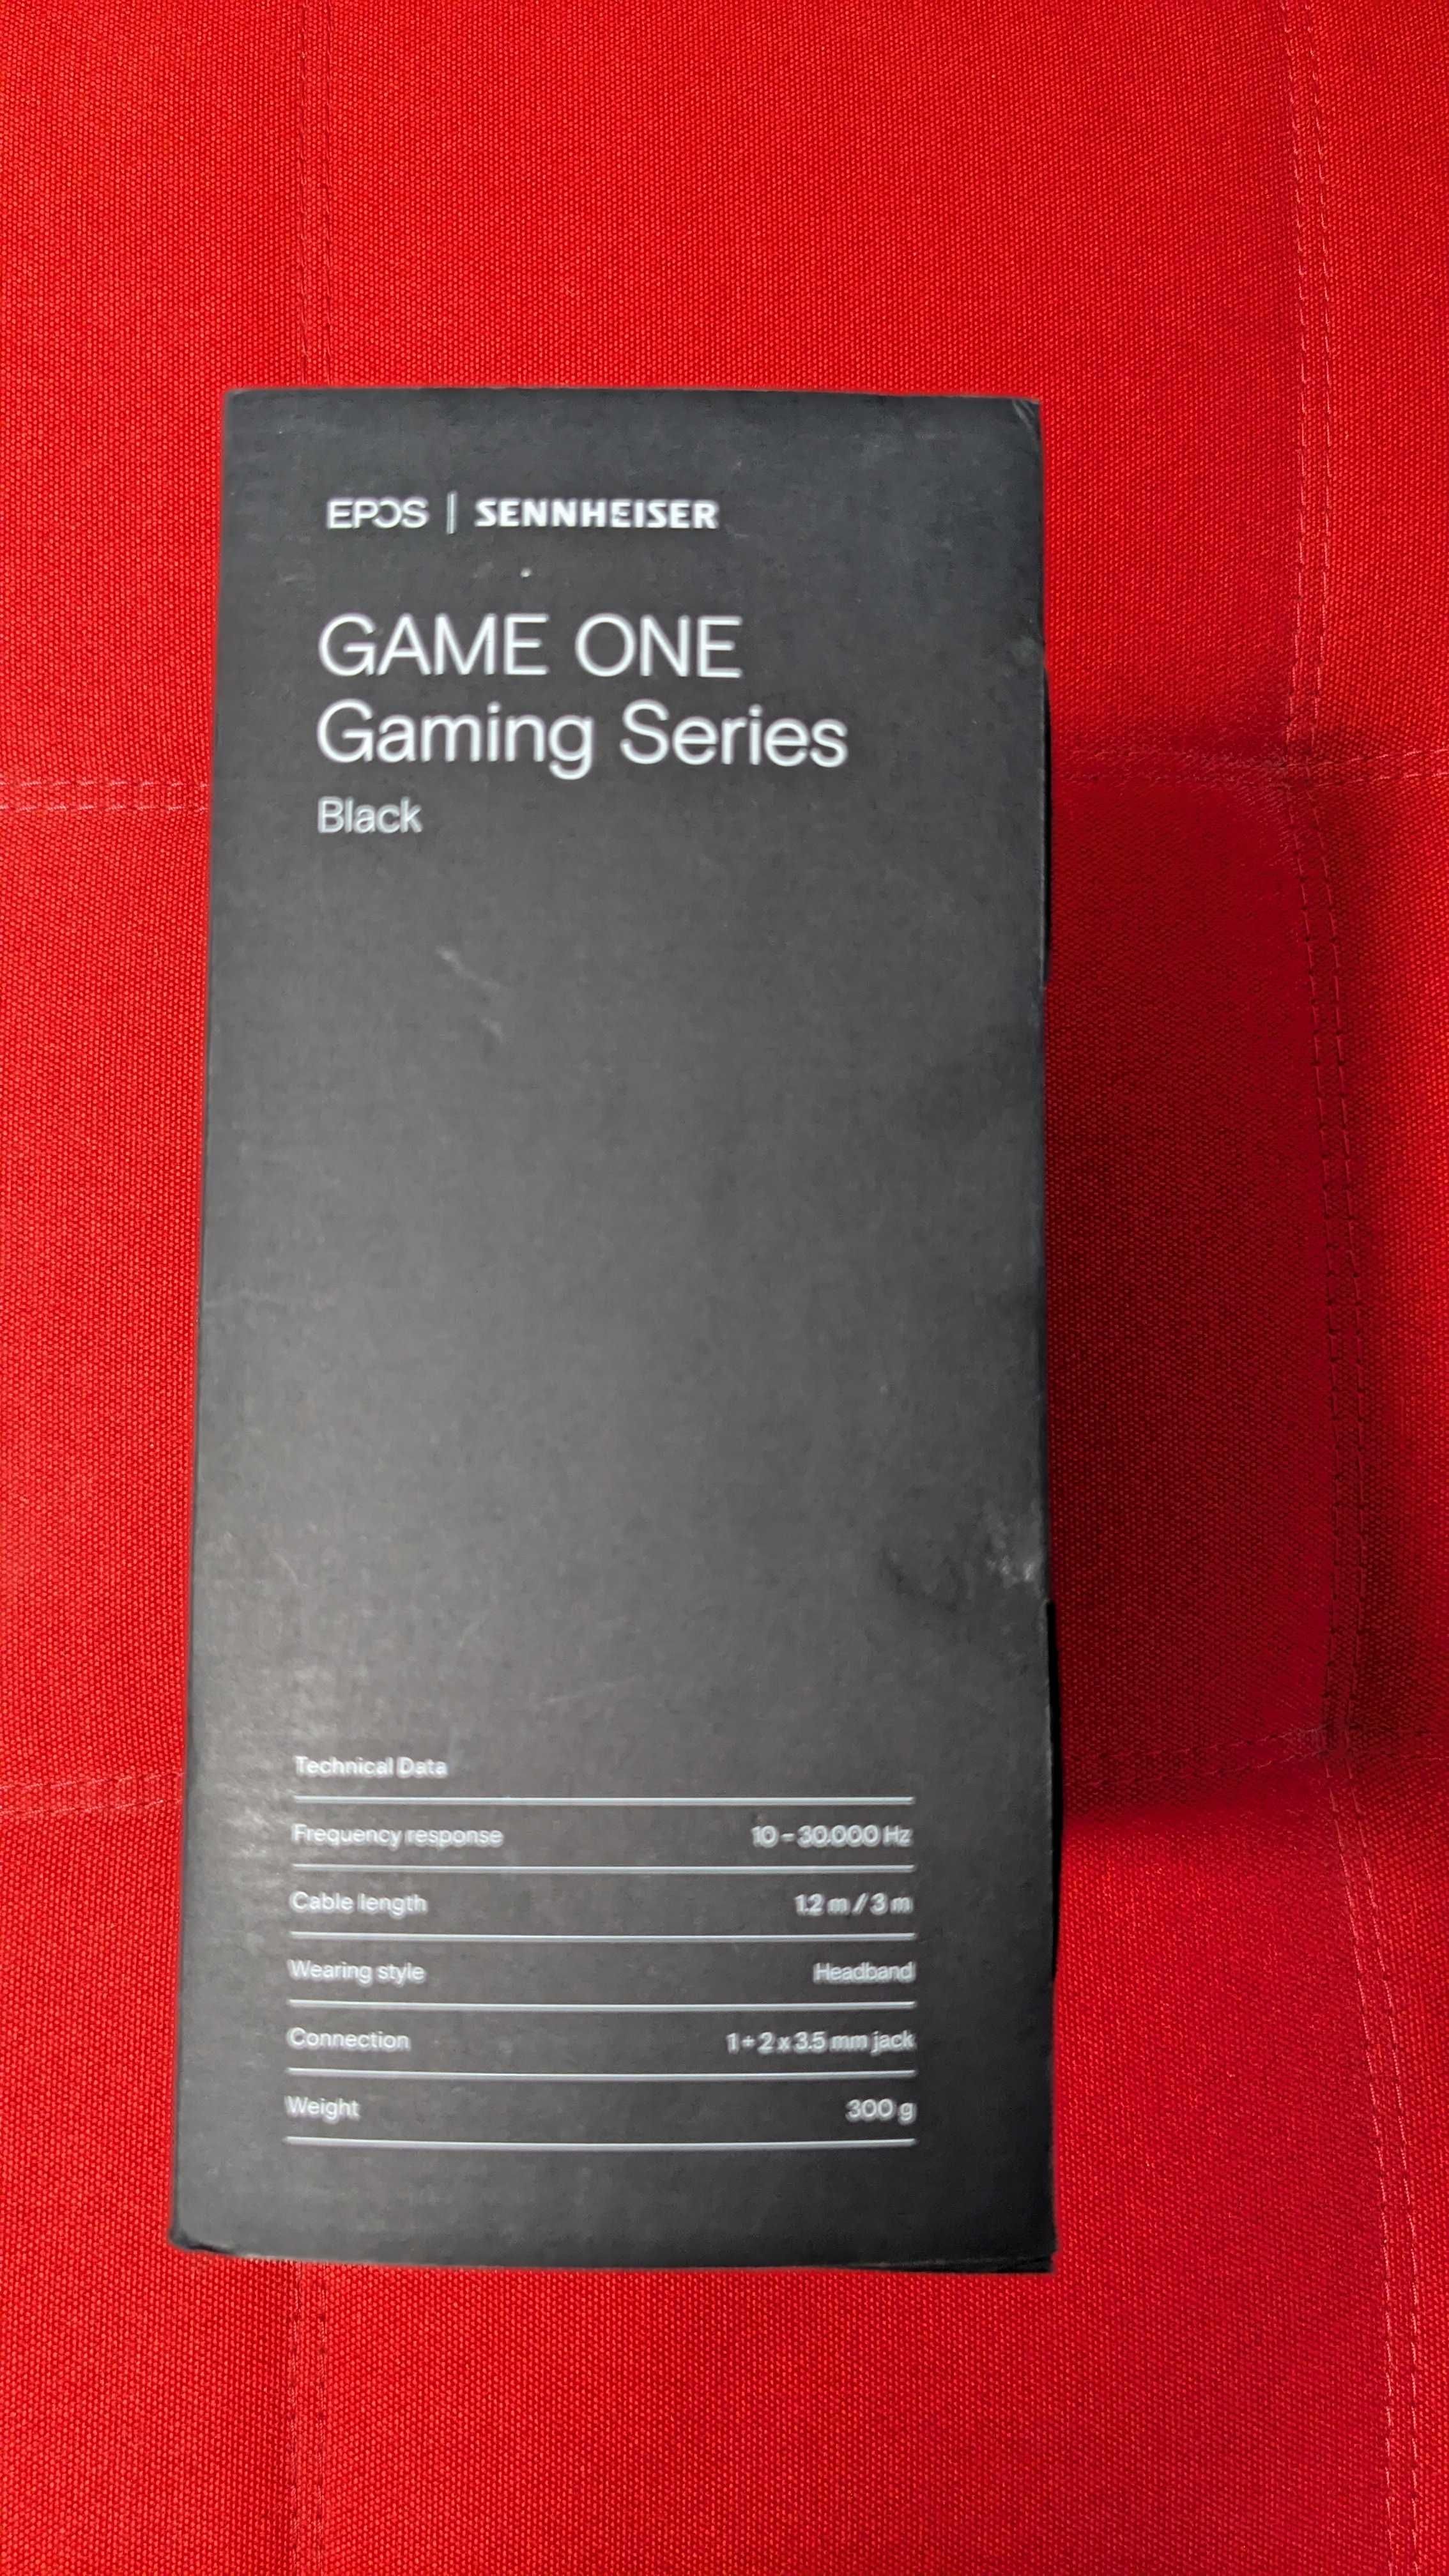 EPOS | SENNHEISER
GAME ONE
Gaming Series
Black
Technical Data
Frequency response 10 – 30.000 Hz
Cable length 1.2 m / 3 m
Wearing style Headband
Connection 1 + 2 x 3.5 mm jack
Weight 300 g